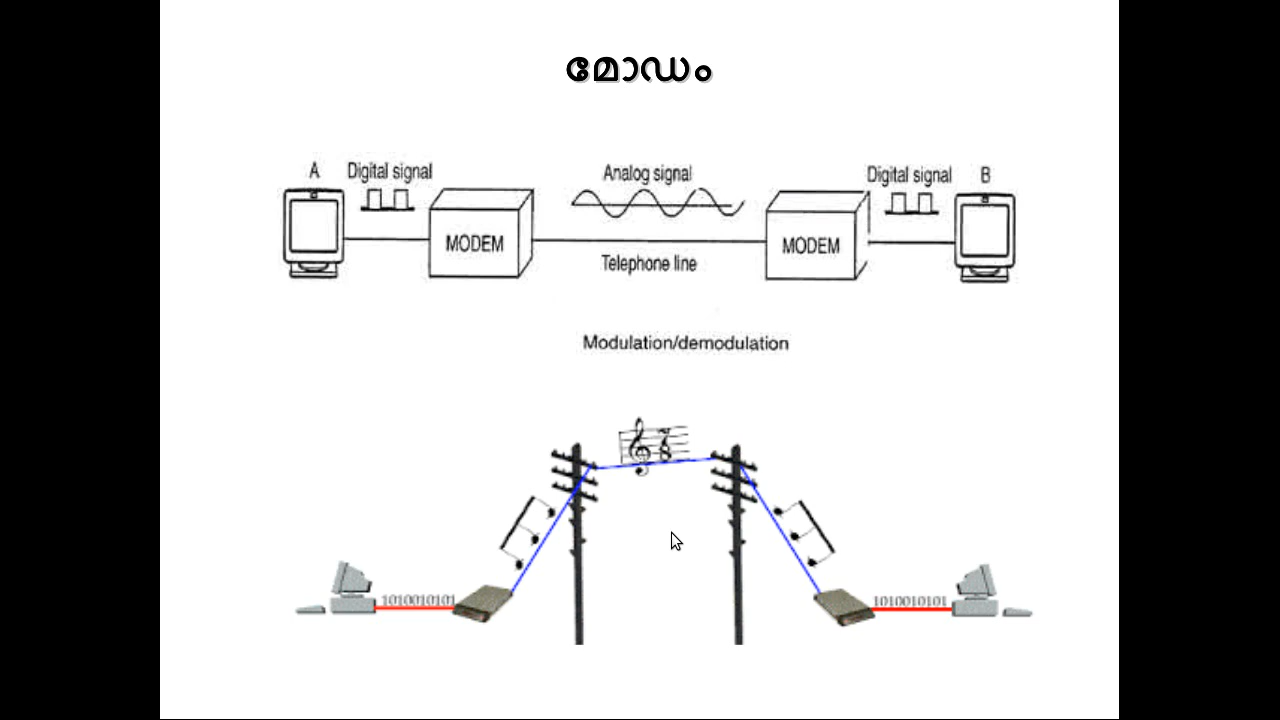 മോഡം
A Digital signal Analog signal Digital signal B
MODEM MODEM
Telephone line
Modulation/demodulation
1010010101 1010010101